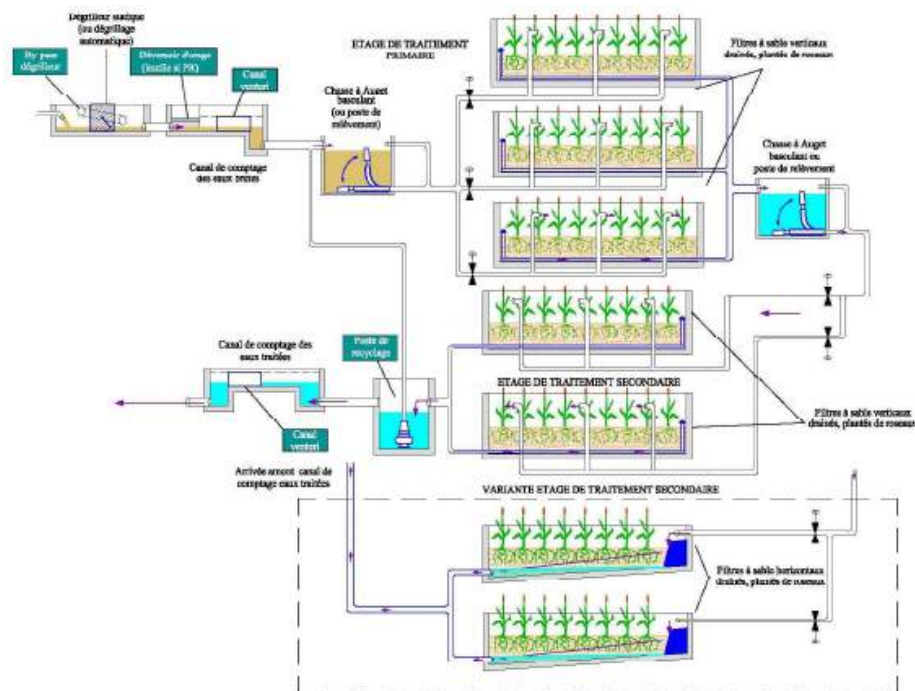 Dégrilleur statique
(ou dégrillage
automatique)
By pass
dégrilleur
Déversoir d'orage
(inutile si PR)
Canal
venturi
Canal de comptage
des eaux brutes
ETAGE DE TRAITEMENT
PRIMAIRE
Chasse à Auget
basculant
(ou poste de
relèvement)
Filtres à sable verticaux
drainés, plantés de roseaux
Chasse à Auget
basculant ou
poste de relèvement
Canal de comptage des
eaux traitées
Poste de
recyclage
Canal
venturi
ETAGE DE TRAITEMENT SECONDAIRE
Filtres à sable verticaux
drainés, plantés de roseaux
Arrivée amont canal de
comptage eaux traitées
VARIANTE ETAGE DE TRAITEMENT SECONDAIRE
Filtres à sable horizontaux
drainés, plantés de roseaux